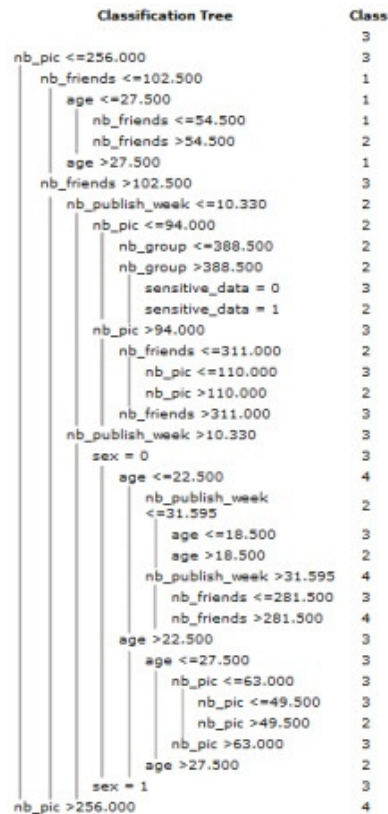 Classification Tree Class
3
nb_pic <=256.000 3
nb_friends <=102.500 1
age <=27.500 1
nb_friends <=54.500 1
nb_friends >54.500 2
age >27.500 1
nb_friends >102.500 3
nb_publish_week <=10.330 2
nb_pic <=94.000 2
nb_group <=388.500 2
nb_group >388.500 2
sensitive_data = 0 3
sensitive_data = 1 2
nb_pic >94.000 3
nb_friends <=311.000 2
nb_pic <=110.000 3
nb_pic >110.000 2
nb_friends >311.000 3
nb_publish_week >10.330 3
sex = 0 3
age <=22.500 4
nb_publish_week
<=31.595 2
age <=18.500 3
age >18.500 2
nb_publish_week >31.595 4
nb_friends <=281.500 3
nb_friends >281.500 4
age >22.500 3
age <=27.500 3
nb_pic <=63.000 3
nb_pic <=49.500 3
nb_pic >49.500 2
nb_pic >63.000 3
age >27.500 2
sex = 1 3
nb_pic >256.000 4